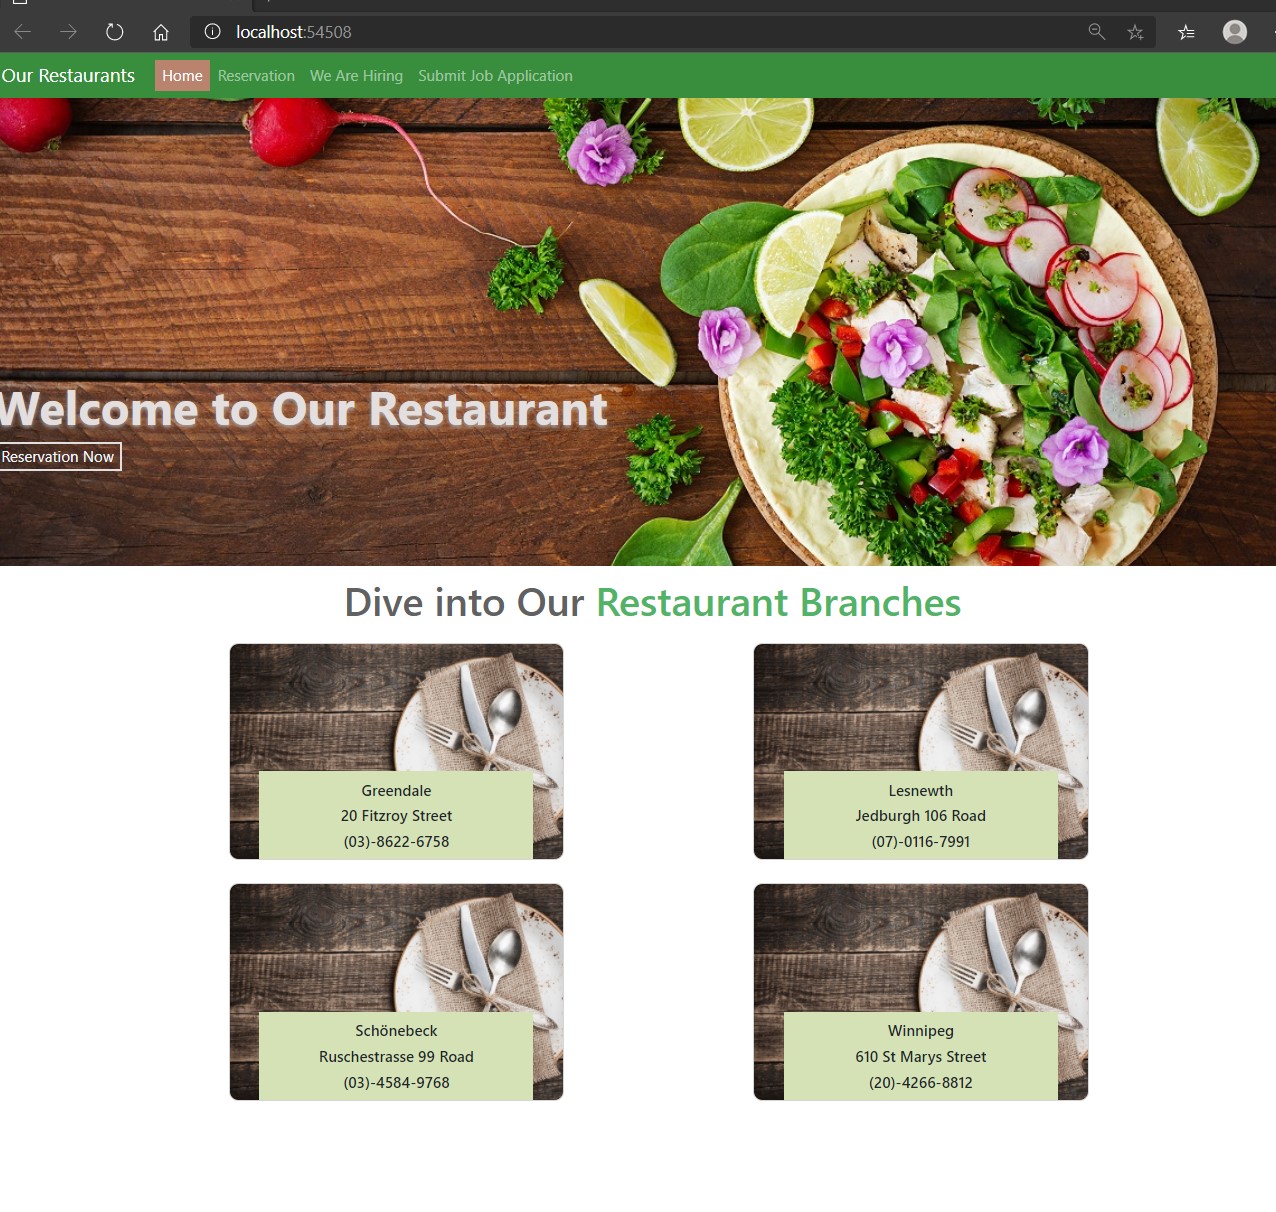 localhost:54508
Our Restaurants Home Reservation We Are Hiring Submit Job Application
Welcome to Our Restaurant
Reservation Now
Dive into Our Restaurant Branches
Greendale
20 Fitzroy Street
(03)-8622-6758
Lesnewth
Jedburgh 106 Road
(07)-0116-7991
Schönebeck
Ruschestrasse 99 Road
(03)-4584-9768
Winnipeg
610 St Marys Street
(20)-4266-8812